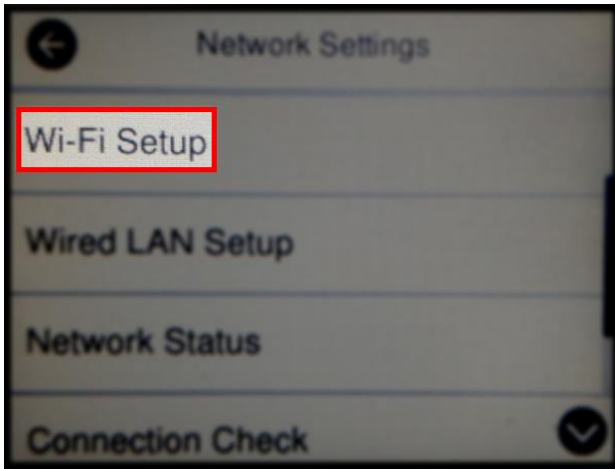 Network Settings
Wi-Fi Setup
Wired LAN Setup
Network Status
Connection Check